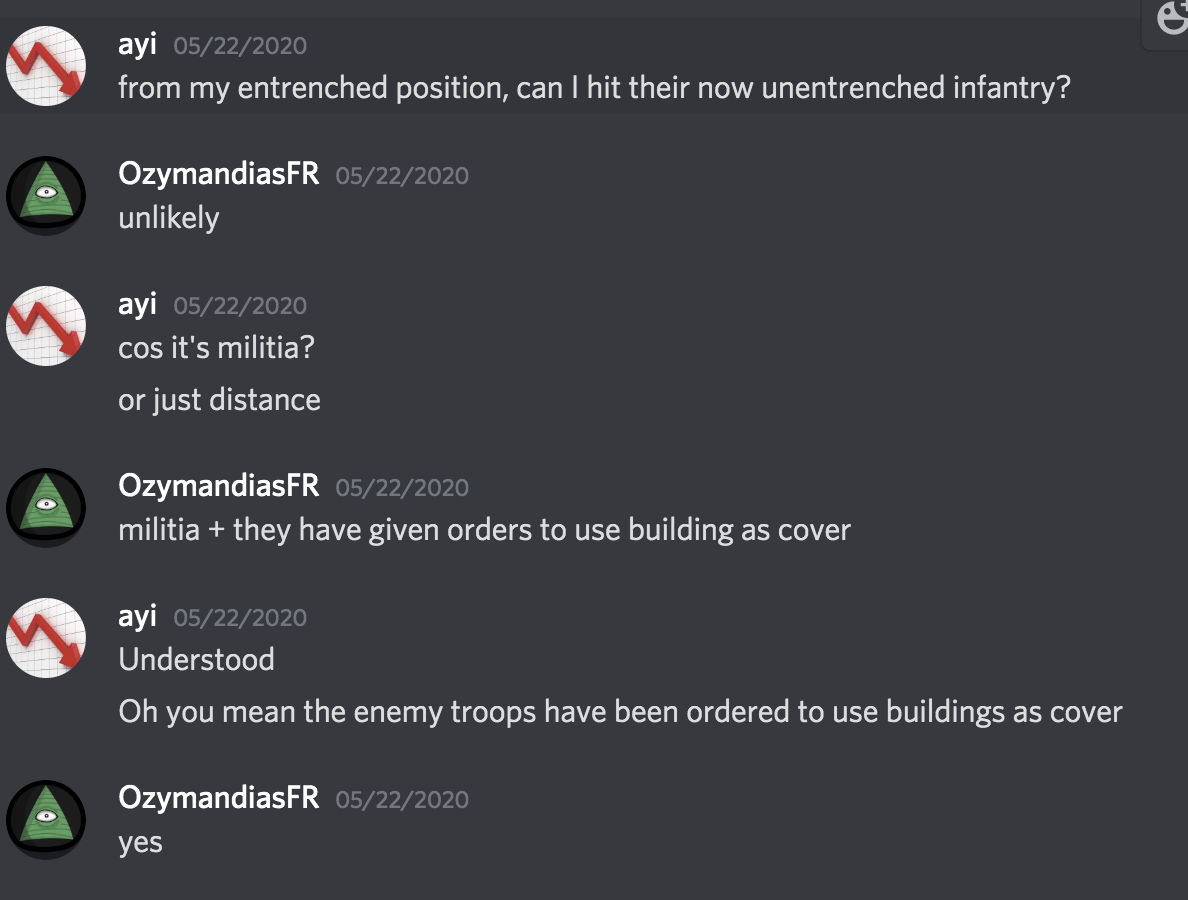 ayi 05/22/2020
from my entrenched position, can I hit their now unentrenched infantry?
OzymandiasFR 05/22/2020
unlikely
ayi 05/22/2020
cos it's militia?
or just distance
OzymandiasFR 05/22/2020
militia + they have given orders to use building as cover
ayi 05/22/2020
Understood
Oh you mean the enemy troops have been ordered to use buildings as cover
OzymandiasFR 05/22/2020
yes